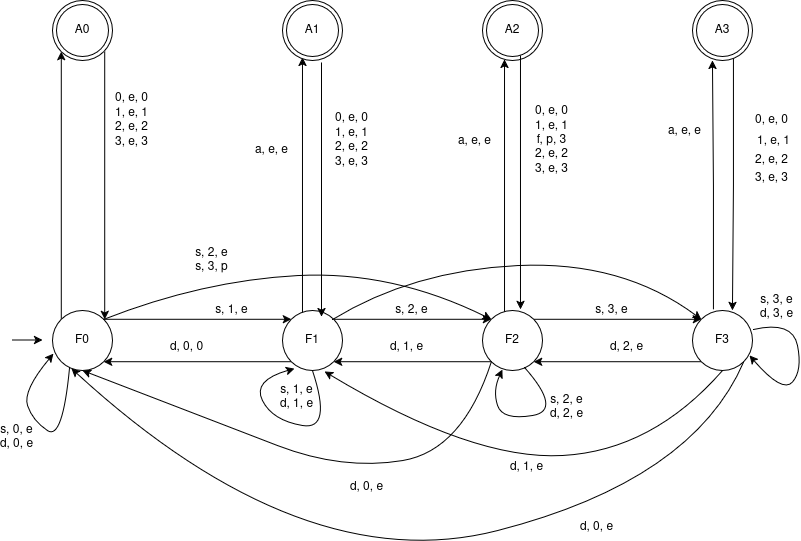 A0
A1
A2
A3
0, e, 0
1, e, 1
2, e, 2
3, e, 3
a, e, e
0, e, 0
1, e, 1
2, e, 2
3, e, 3
a, e, e
0, e, 0
1, e, 1
f, p, 3
2, e, 2
3, e, 3
a, e, e
0, e, 0
1, e, 1
2, e, 2
3, e, 3
s, 2, e
s, 3, p
s, 1, e
s, 2, e
s, 3, e
s, 3, e
d, 3, e
F0
F1
F2
F3
d, 0, 0
d, 1, e
d, 2, e
s, 0, e
d, 0, e
s, 1, e
d, 1, e
s, 2, e
d, 2, e
d, 1, e
d, 0, e
d, 0, e